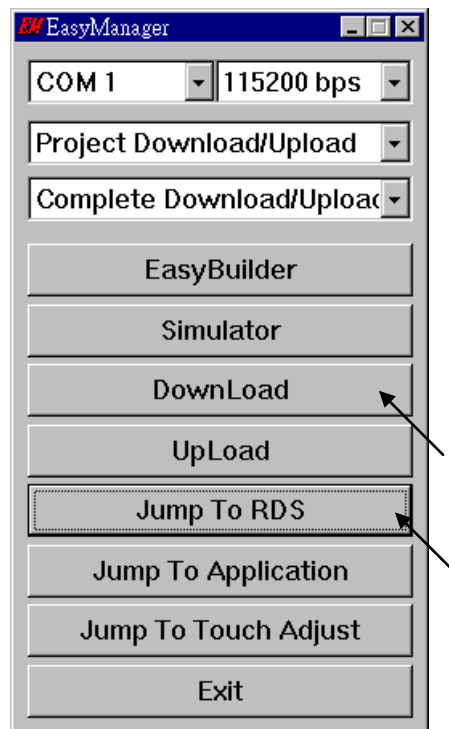 EM EasyManager
COM 1 115200 bps
Project Download/Upload
Complete Download/Upload
EasyBuilder
Simulator
DownLoad
UpLoad
Jump To RDS
Jump To Application
Jump To Touch Adjust
Exit